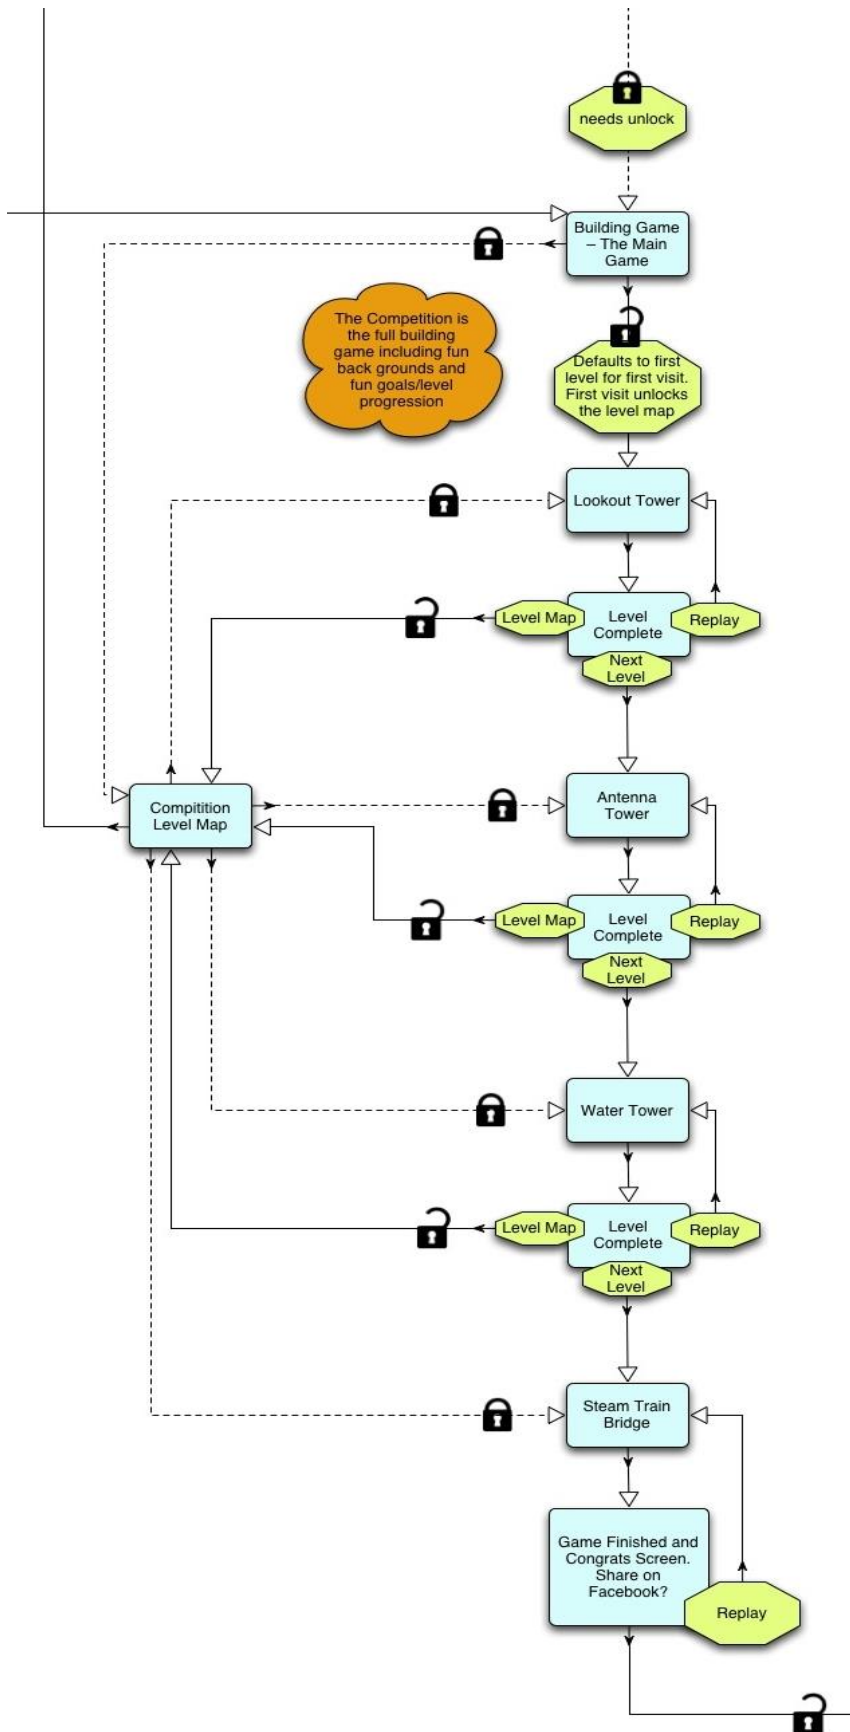 needs unlock
Building Game
– The Main
Game
The Competition is
the full building
game including fun
back grounds and
fun goals/level
progression
Defaults to first
level for first visit.
First visit unlocks
the level map
Lookout Tower
Level Map
Level
Complete
Replay
Next
Level
Compitition
Level Map
Antenna
Tower
Level Map
Level
Complete
Replay
Next
Level
Water Tower
Level Map
Level
Complete
Replay
Next
Level
Steam Train
Bridge
Game Finished and
Congrats Screen.
Share on
Facebook?
Replay